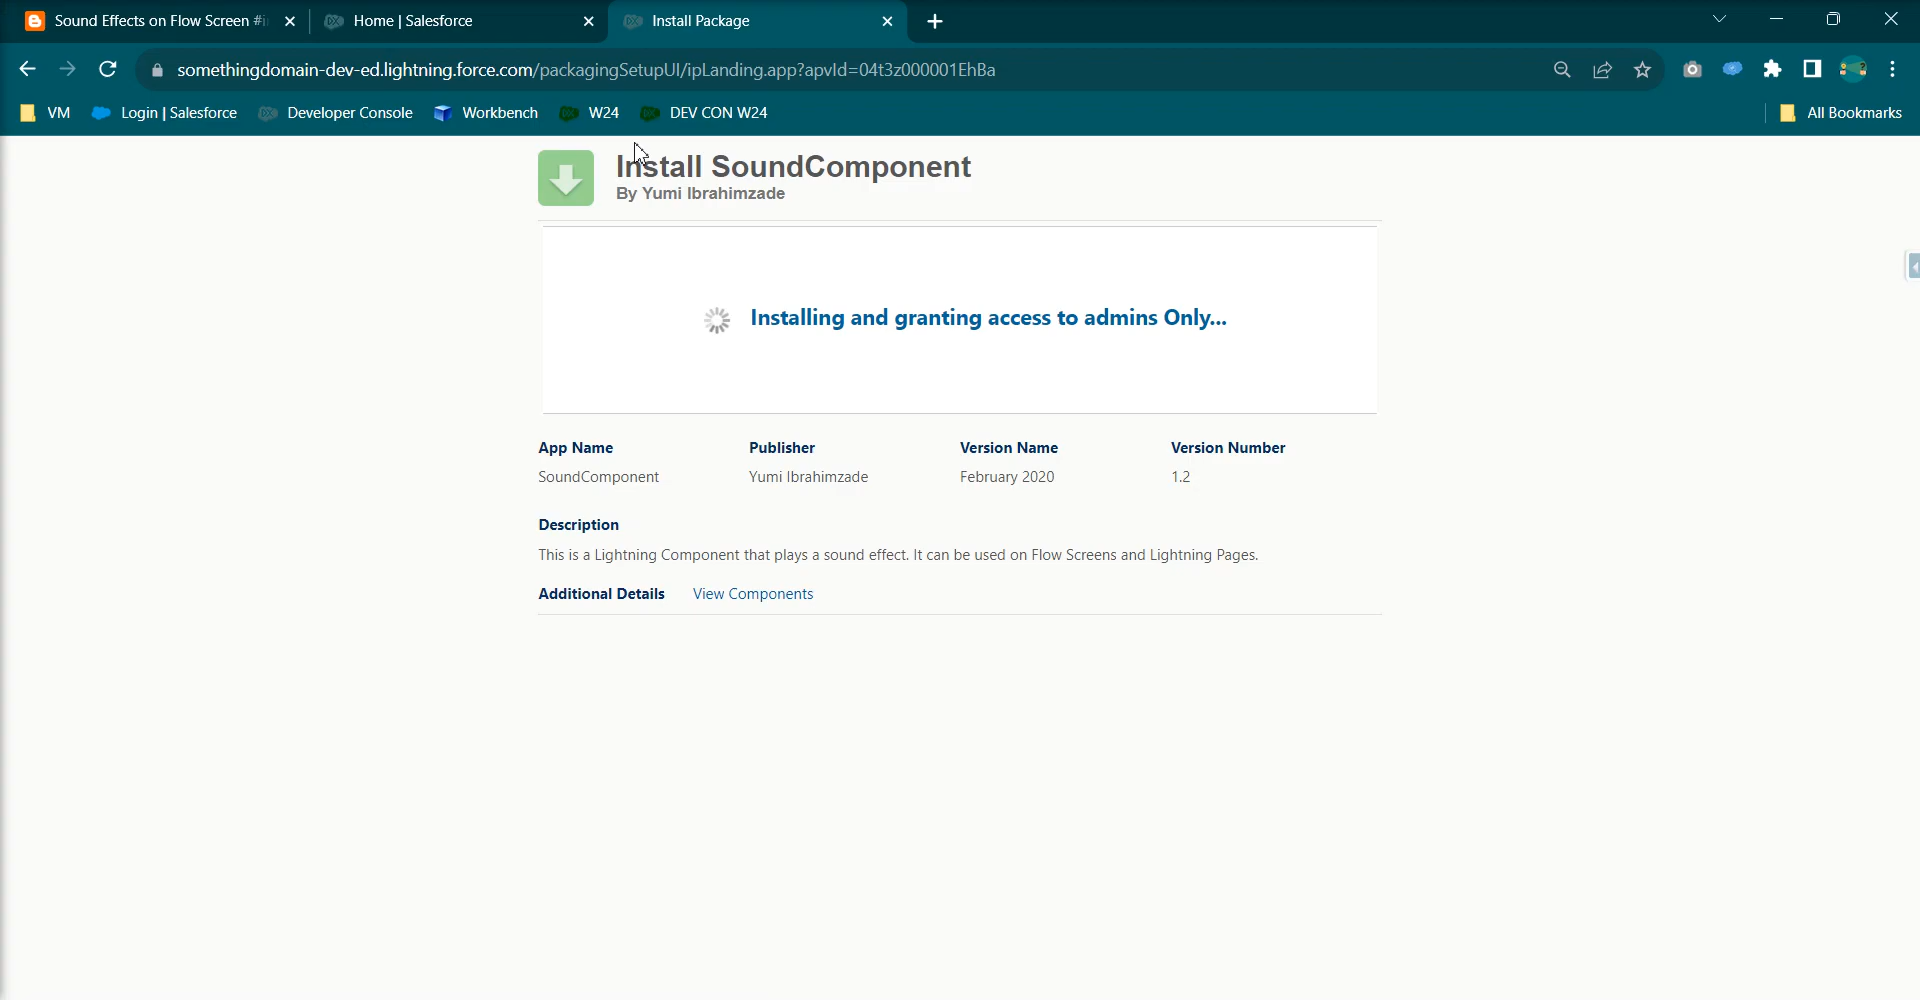 Sound Effects on Flow Screen #i
Home | Salesforce
Install Package
somethingdomain-dev-ed.lightning.force.com/packagingSetupUI/ipLanding.app?apvId=04t3z000001EhBa
VM
Login | Salesforce
Developer Console
Workbench
W24
DEV CON W24
All Bookmarks
Install SoundComponent
By Yumi Ibrahimzade
Installing and granting access to admins Only...
App Name
Publisher
Version Name
Version Number
SoundComponent
Yumi Ibrahimzade
February 2020
1.2
Description
This is a Lightning Component that plays a sound effect. It can be used on Flow Screens and Lightning Pages.
Additional Details
View Components